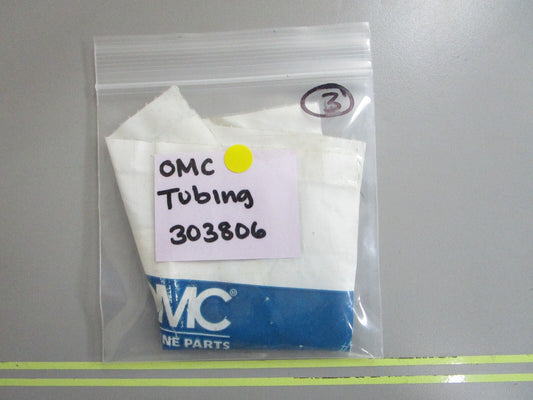 3
OMC
Tubing
303806
OMC®
NE PARTS